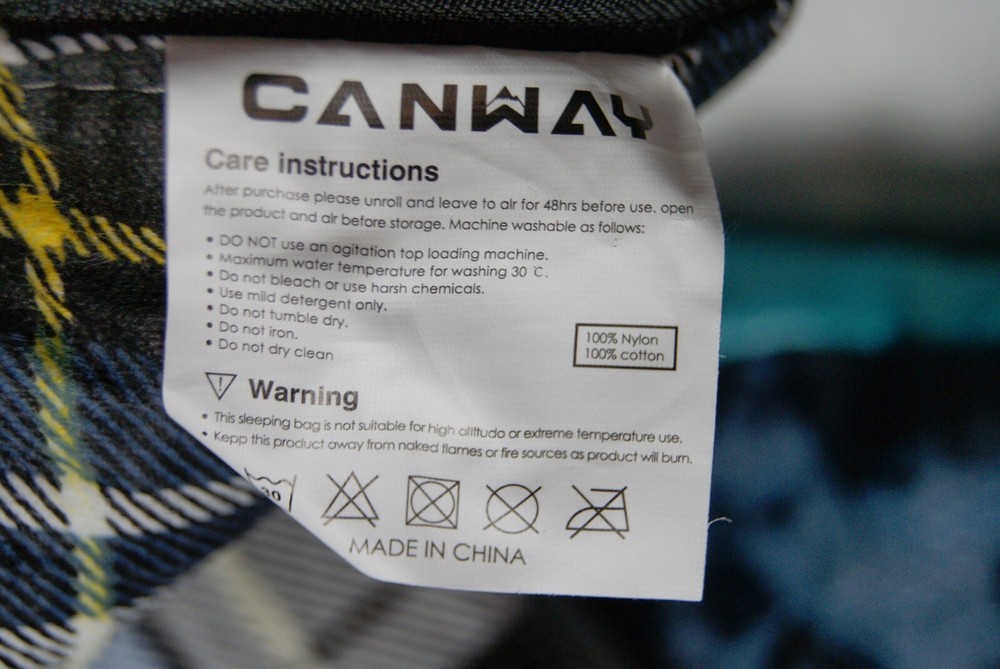 CANWAY
Care instructions
After purchase please unroll and leave to air for 48hrs before use. open
the product and air before storage. Machine washable as follows:
• DO NOT use an agitation top loading machine.
• Maximum water temperature for washing 30 ℃.
• Do not bleach or use harsh chemicals.
• Use mild detergent only.
• Do not tumble dry.
• Do not iron.
• Do not dry clean
100% Nylon
100% cotton
Warning
• This sleeping bag is not suitable for high altitudo or extreme temperature use.
• Kepp this product away from naked flames or fire sources as product will burn.
30
MADE IN CHINA